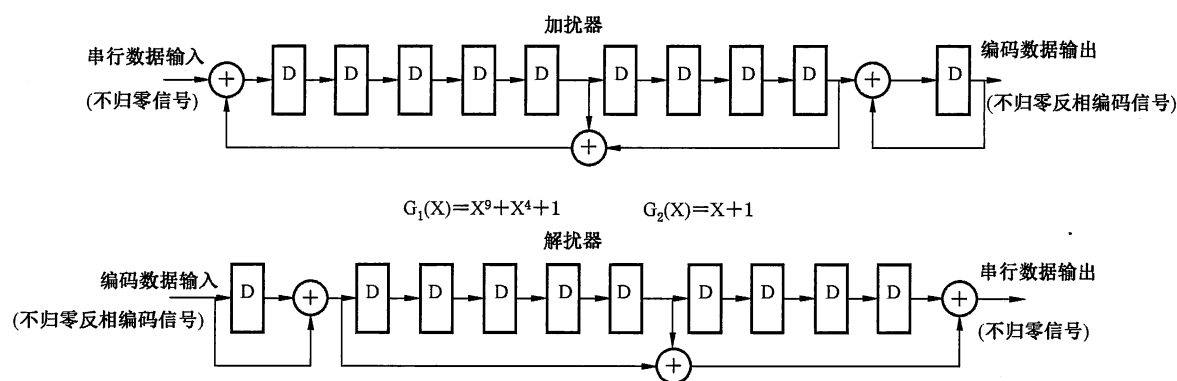 加扰器
串行数据输入
(不归零信号)
D D D D D D D D D D
编码数据输出
(不归零反相编码信号)
G₁(X)=X⁹+X⁴+1 G₂(X)=X+1
解扰器
编码数据输入
(不归零反相编码信号)
D D D D D D D D D D
串行数据输出
(不归零信号)